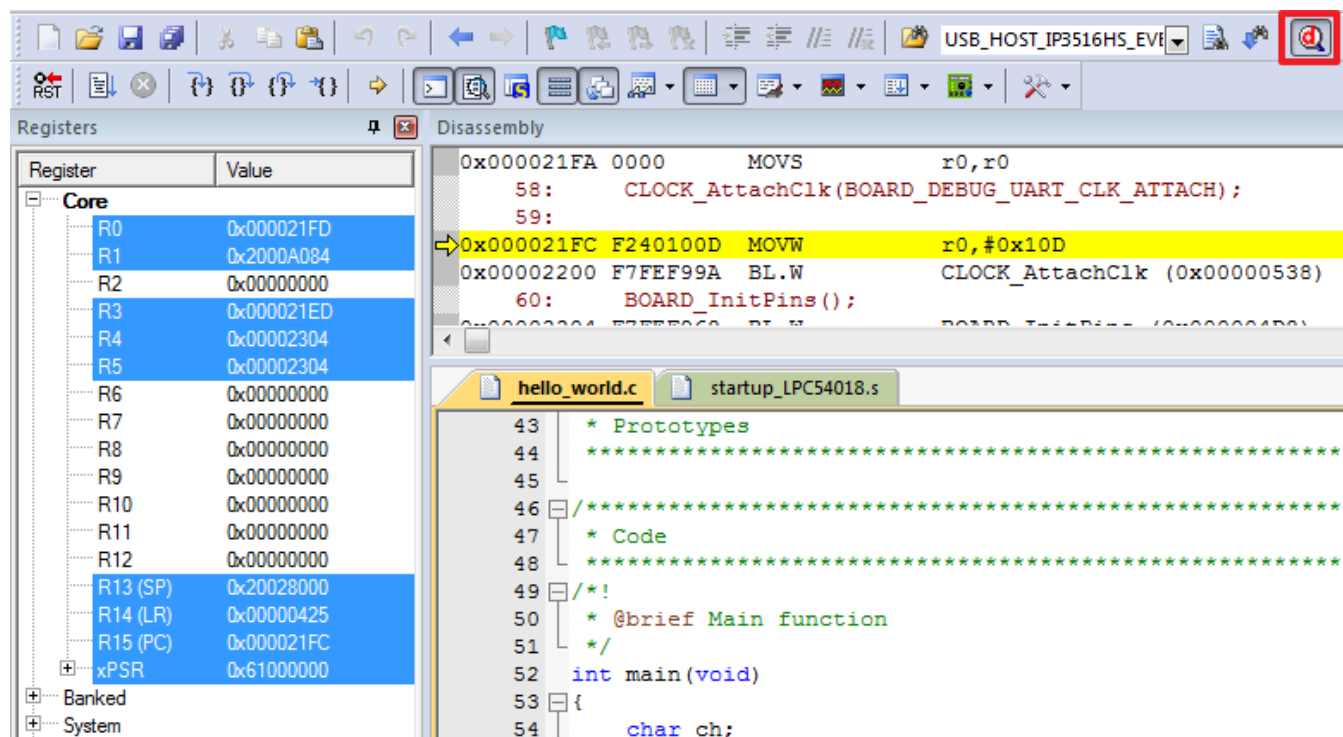 USB_HOST_IP3516HS_EVE
RST
Registers
Register Value
Core
R0 0x000021FD
R1 0x2000A084
R2 0x00000000
R3 0x000021ED
R4 0x00002304
R5 0x00002304
R6 0x00000000
R7 0x00000000
R8 0x00000000
R9 0x00000000
R10 0x00000000
R11 0x00000000
R12 0x00000000
R13 (SP) 0x20028000
R14 (LR) 0x00000425
R15 (PC) 0x000021FC
xPSR 0x61000000
Banked
System
Disassembly
0x000021FA 0000 MOVS r0,r0
58: CLOCK_AttachClk(BOARD_DEBUG_UART_CLK_ATTACH);
59:
0x000021FC F240100D MOVW r0,#0x10D
0x00002200 F7FEF99A BL.W CLOCK_AttachClk (0x00000538)
60: BOARD_InitPins();
hello_world.c startup_LPC54018.s
43 * Prototypes
44 ******************************************************
45
46 /******************************************************
47 * Code
48 ******************************************************
49 /*!
50 * @brief Main function
51 */
52 int main(void)
53 {
54 char ch;